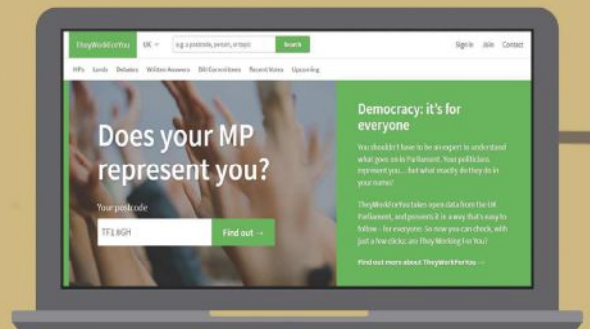 TheyWorkForYou UK e.g. a postcode, person, or topic Search Sign in Join Contact
MPs Lords Debates Written Answers Bill Committees Recent Votes Upcoming
Does your MP
represent you?
Your postcode
TF1 8GH Find out →
Democracy: it's for
everyone
You shouldn't have to be an expert to understand
what goes on in Parliament. Your politicians
represent you... but what exactly do they do in
your name?
TheyWorkForYou takes open data from the UK
Parliament, and presents it in a way that's easy to
follow – for everyone. So now you can check, with
just a few clicks: are They Working For You?
Find out more about TheyWorkForYou →